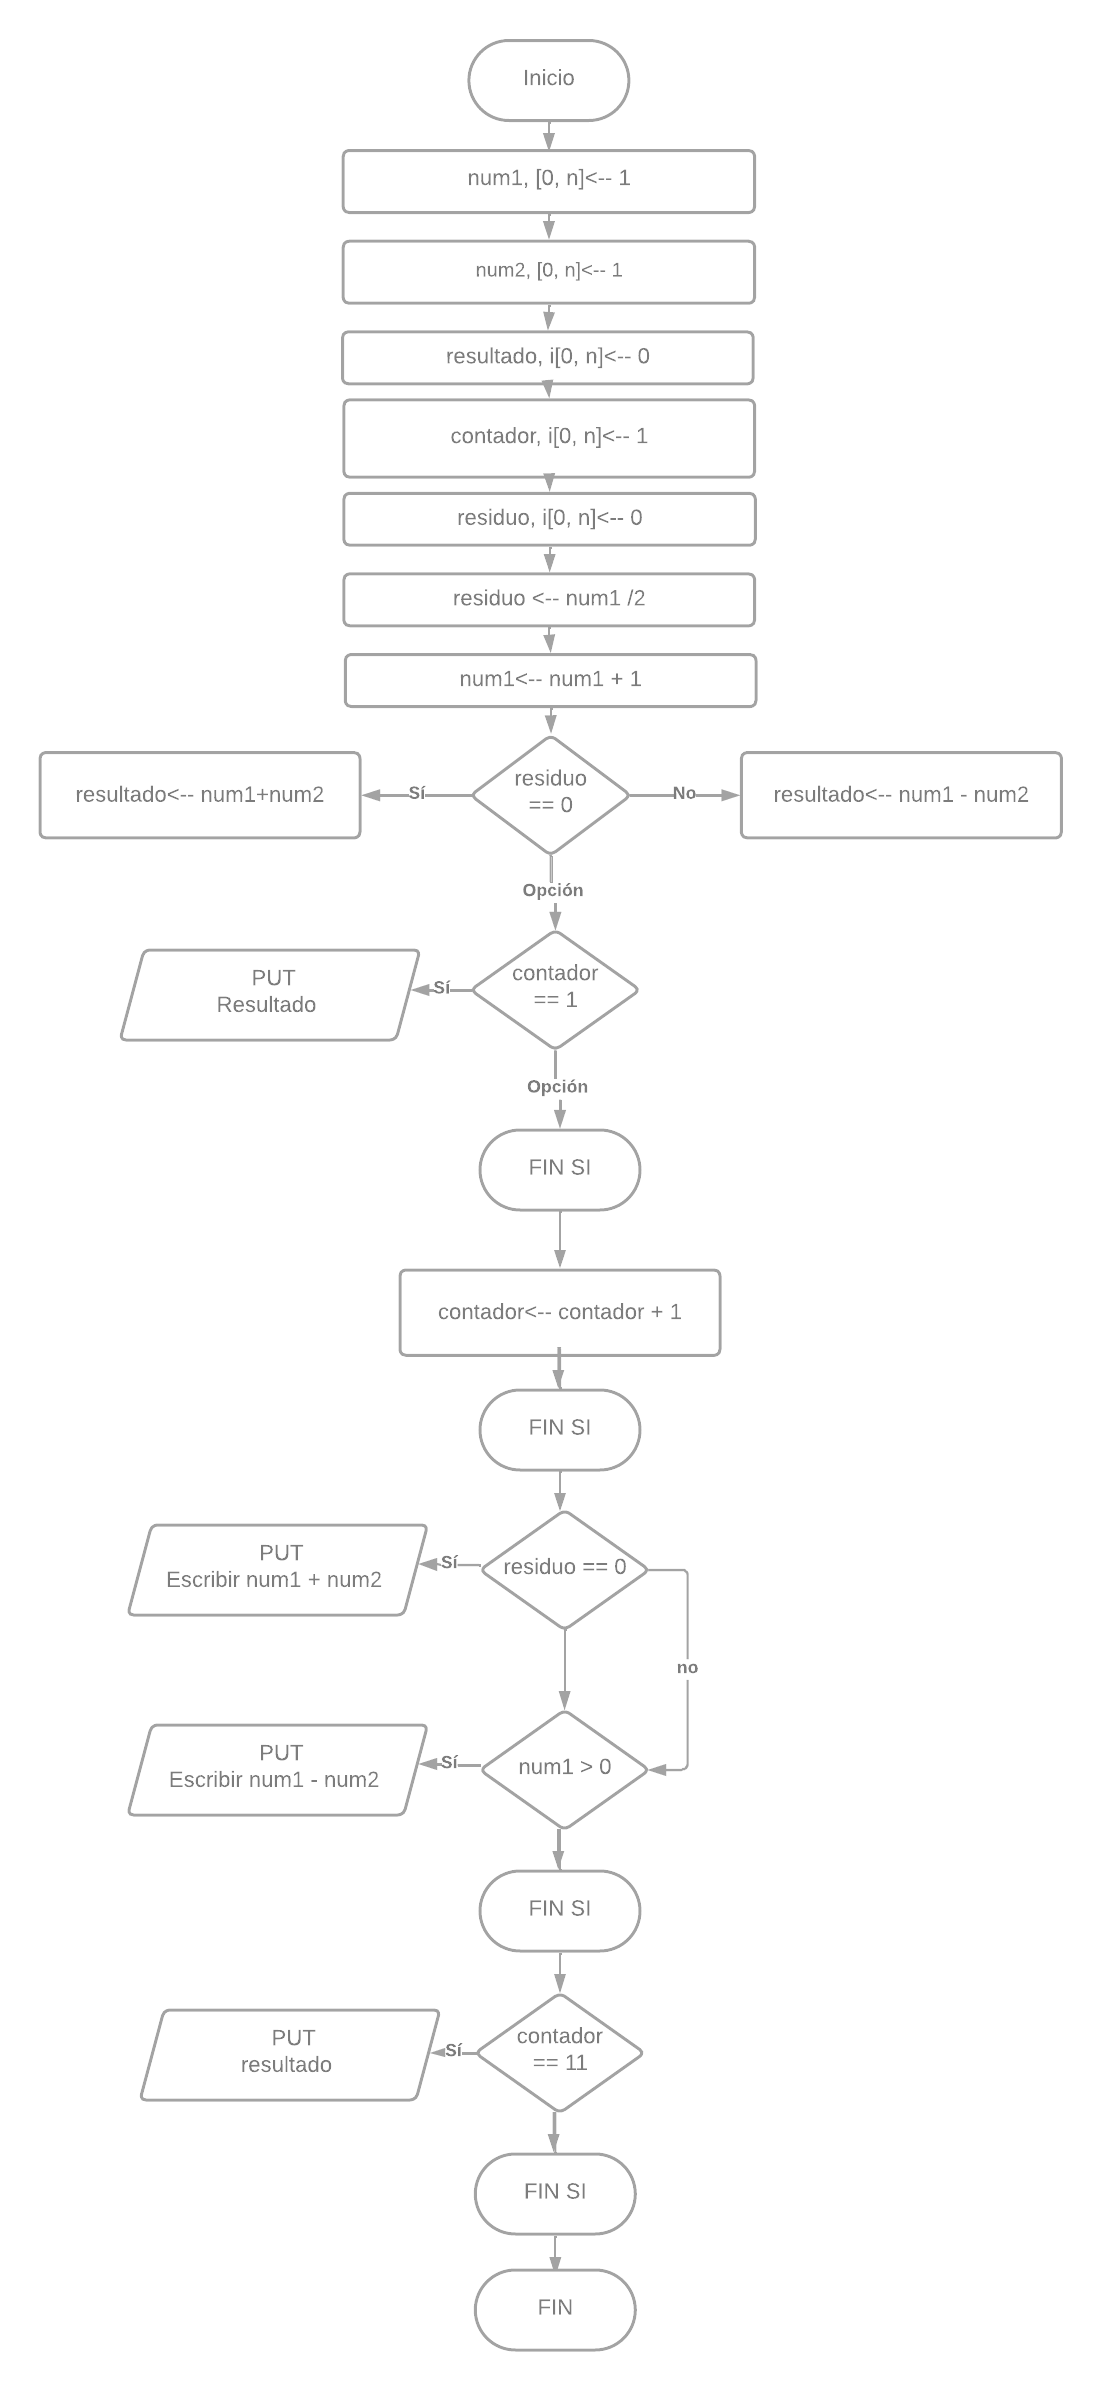 Inicio
num1, [0, n]<-- 1
num2, [0, n]<-- 1
resultado, i[0, n]<-- 0
contador, i[0, n]<-- 1
residuo, i[0, n]<-- 0
residuo <-- num1 /2
num1<-- num1 + 1
resultado<-- num1+num2
Sí
residuo
== 0
No
resultado<-- num1 - num2
Opción
PUT
Resultado
Sí
contador
== 1
Opción
FIN SI
contador<-- contador + 1
FIN SI
PUT
Escribir num1 + num2
Sí
residuo == 0
no
PUT
Escribir num1 - num2
Sí
num1 > 0
FIN SI
PUT
resultado
Sí
contador
== 11
FIN SI
FIN